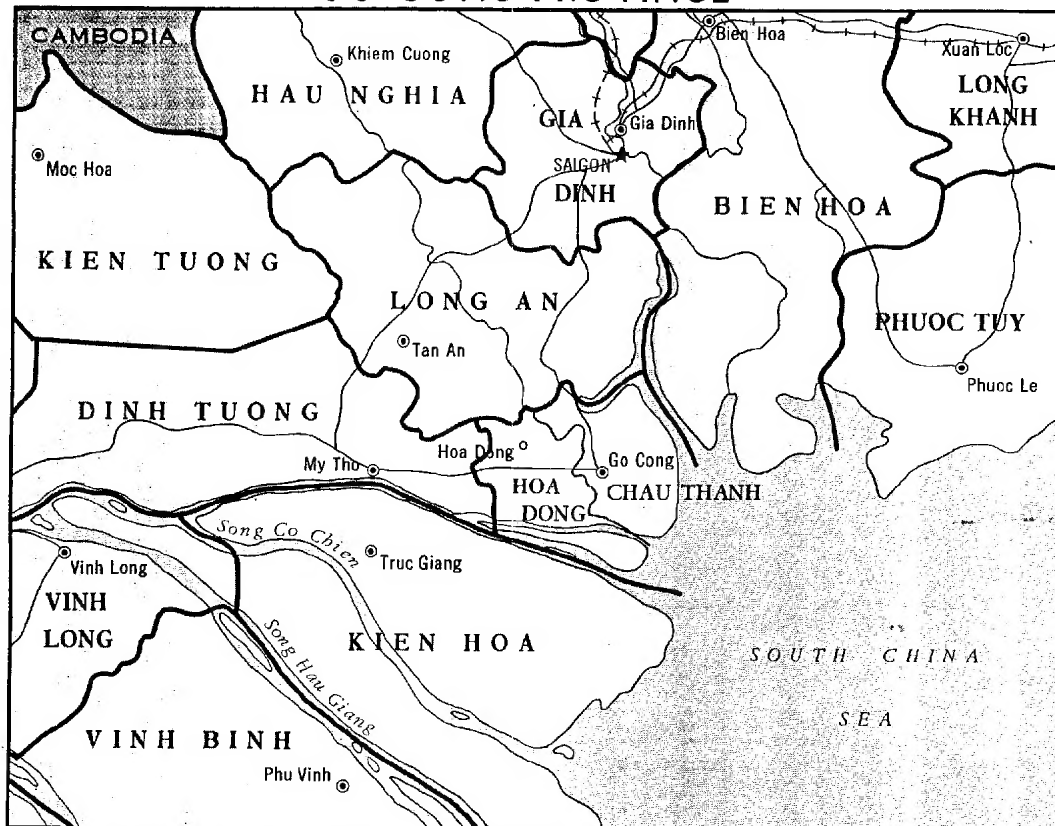 CAMBODIA
Bien Hoa
Xuan Loc
Khiem Cuong
HAU NGHIA
LONG
KHANH
GIA
Gia Dinh
Moc Hoa
SAIGON
DINH
BIEN HOA
KIEN TUONG
LONG AN
PHUOC TUY
Tan An
Phuoc Le
DINH TUONG
Hoa Dong
My Tho
Go Cong
HOA
DONG
CHAU THANH
Song Co Chien
Truc Giang
Vinh Long
VINH
LONG
KIEN HOA
Song Hau Giang
SOUTH CHINA
SEA
VINH BINH
Phu Vinh